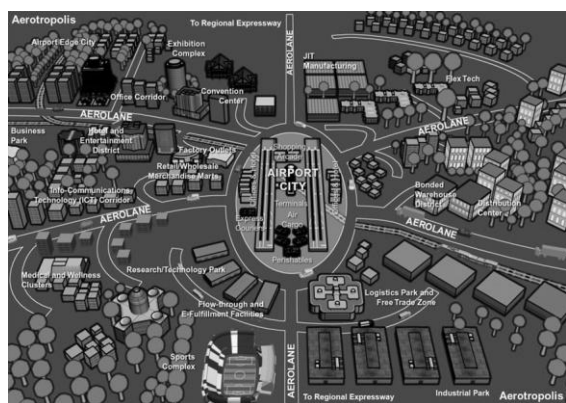 Aerotropolis
To Regional Expressway
Airport Edge City
Exhibition
Complex
AEROLANE
JIT
Manufacturing
Flex Tech
Office Corridor
Convention
Center
AEROLANE
AEROLANE
Business
Park
Hotel and
Entertainment
District
Factory Outlets
Shopping
Arcade
Retail/Wholesale
Merchandise Marts
AIRPORT
CITY
Info-Communications
Technology (ICT) Corridor
Terminals
Bonded
Warehouse
Districts
Distribution
Center
Express
Couriers
Air
Cargo
AEROLANE
AEROLANE
Perishables
Medical and Wellness
Clusters
Research/Technology Park
Flow-through and
E-Fulfillment Facilities
Logistics Park and
Free Trade Zone
Sports
Complex
AEROLANE
To Regional Expressway
Industrial Park
Aerotropolis